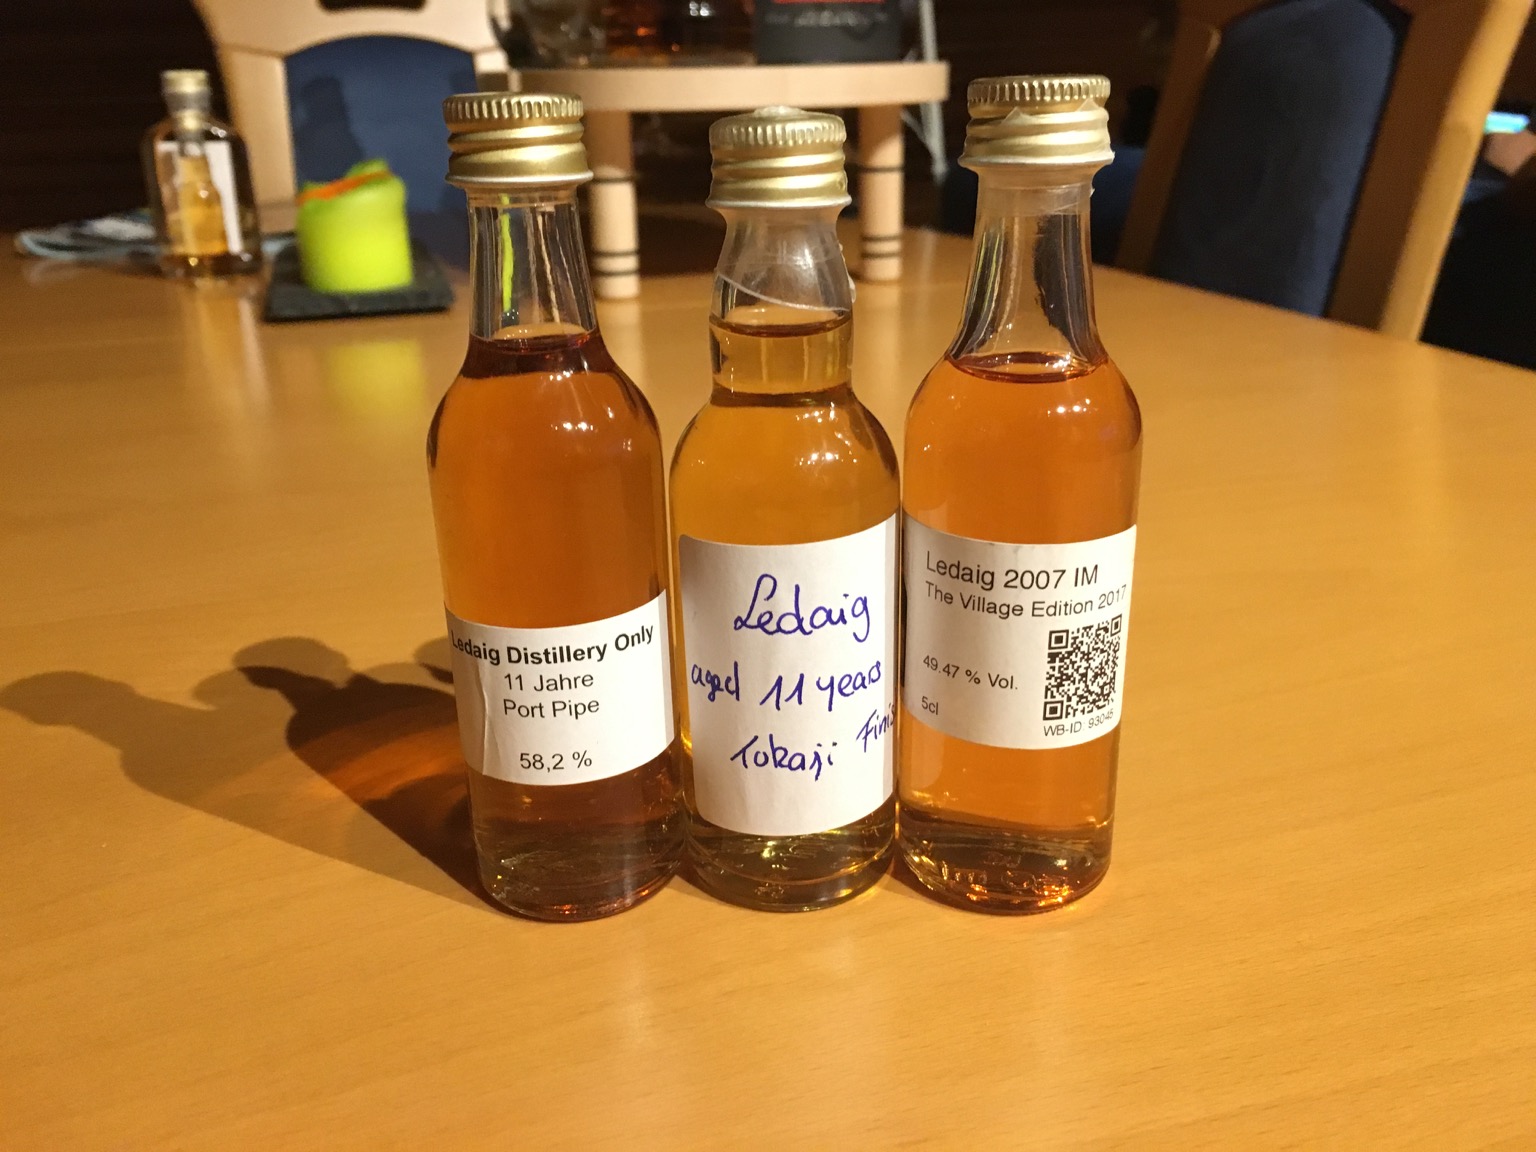 Ledaig Distillery Only
11 Jahre
Port Pipe
58,2 %
Ledaig
aged 11 years
Tokaji Finis
Ledaig 2007 IM
The Village Edition 2017
49.47 % Vol.
5cl
WB-ID: 93045